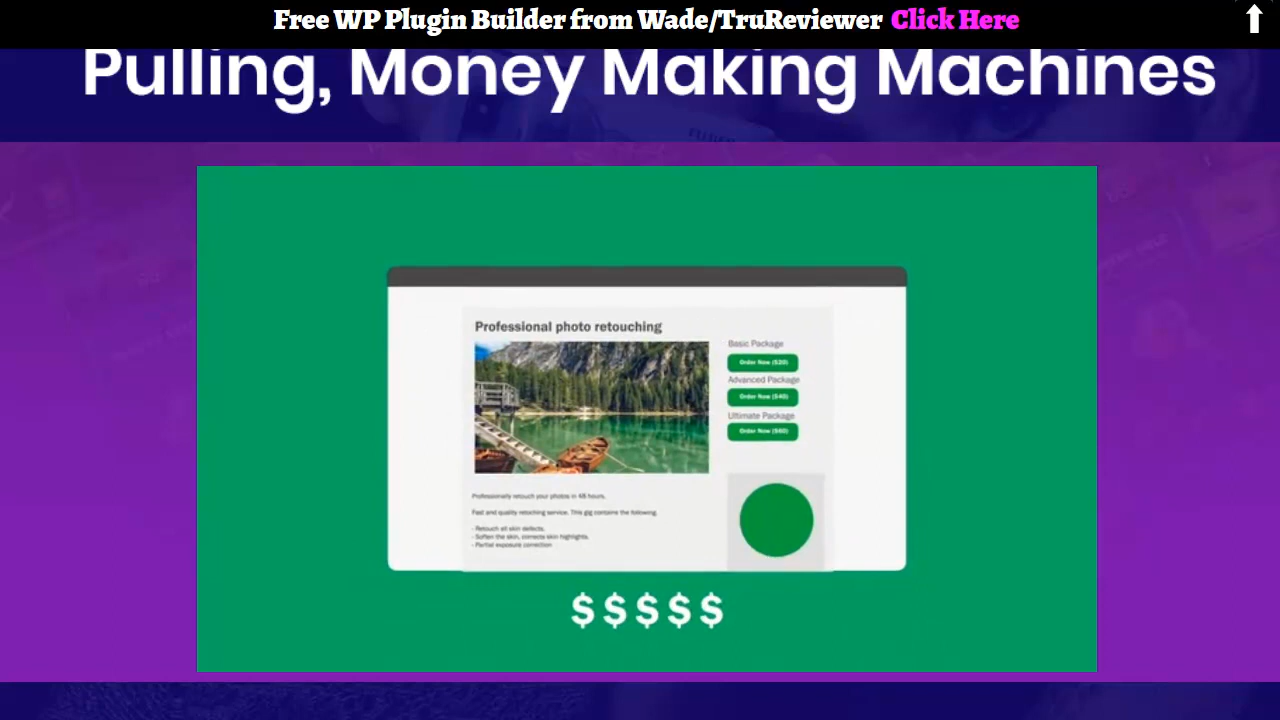 Free WP Plugin Builder from Wade/TruReviewer Click Here
Pulling, Money Making Machines
Professional photo retouching
Basic Package
Order Now ($20)
Advanced Package
Order Now ($40)
Ultimate Package
Order Now ($60)
Professionally retouch your photos in 48 hours.
Fast and quality retoching service. This gig contains the following.
- Retouch all skin defects,
- Soften the skin, corrects skin highlights.
- Partial exposure correction
$$$$$